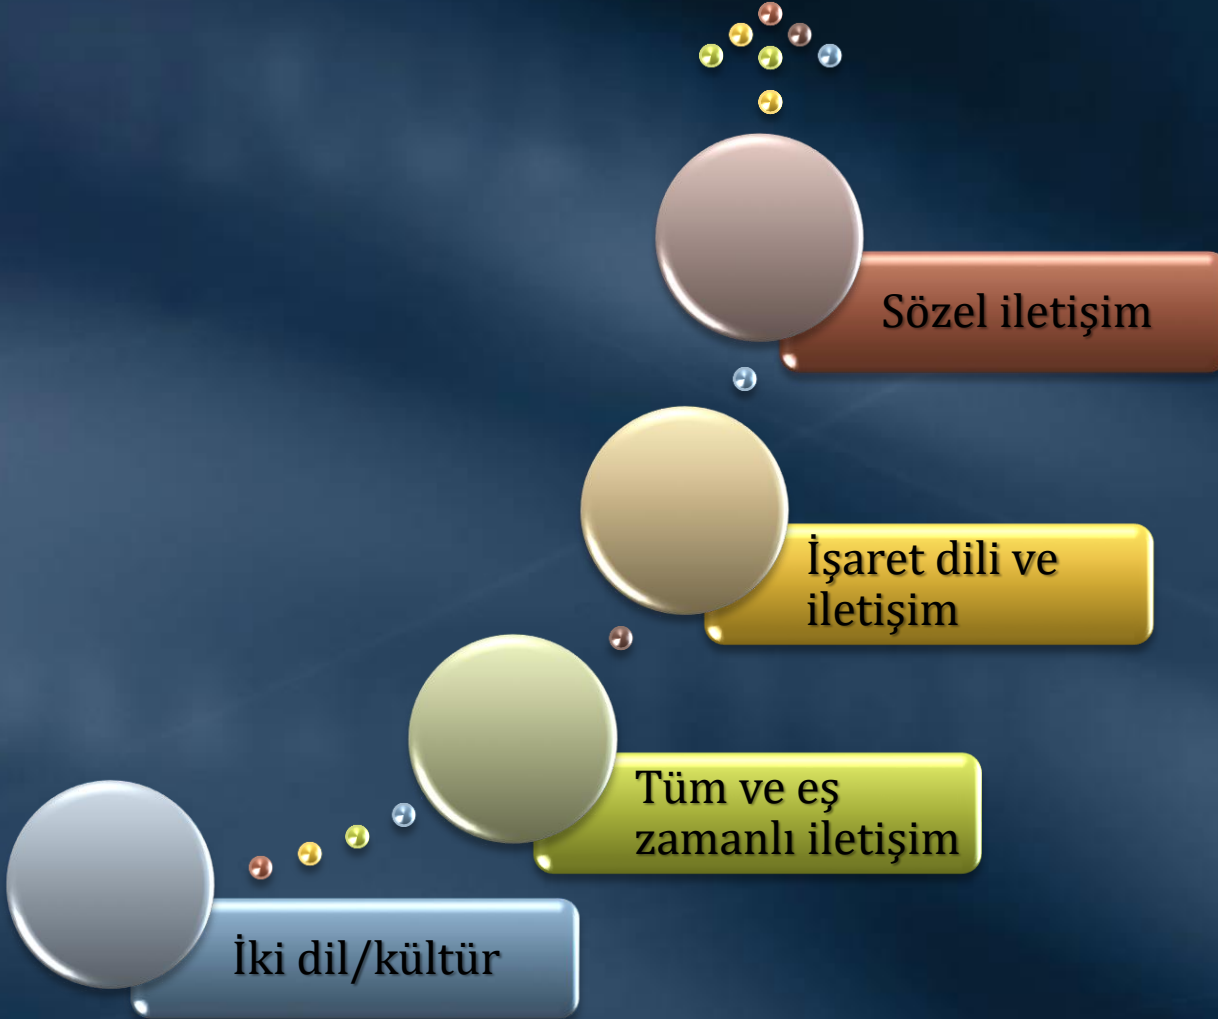 Sözel iletişim
İşaret dili ve
iletişim
Tüm ve eş
zamanlı iletişim
İki dil/kültür